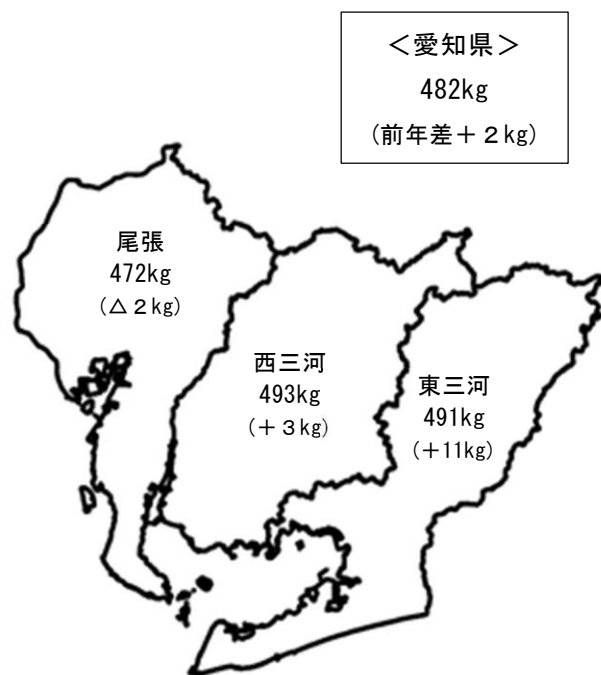 ＜愛知県＞
482kg
(前年差＋２kg)
尾張
472kg
(△２kg)
西三河
493kg
(＋３kg)
東三河
491kg
(＋11kg)